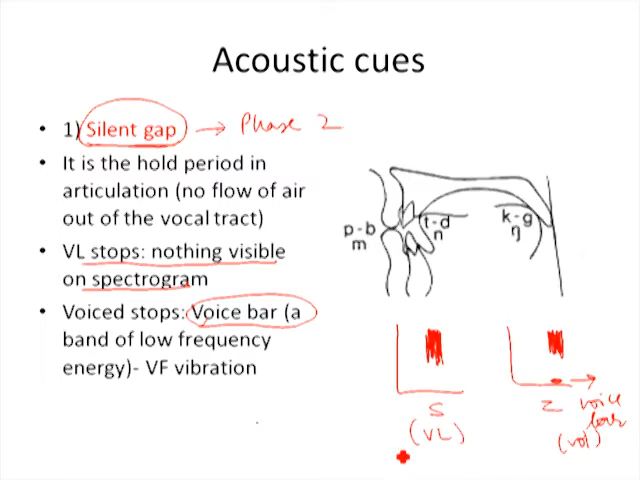 Acoustic cues
• 1) Silent gap → Phase 2
• It is the hold period in
articulation (no flow of air
out of the vocal tract)
• VL stops: nothing visible
on spectrogram
• Voiced stops: Voice bar (a
band of low frequency
energy)- VF vibration
p-b
m
t-d
n
k-g
ŋ
s
(VL)
z
→ voice
bar
(vd)